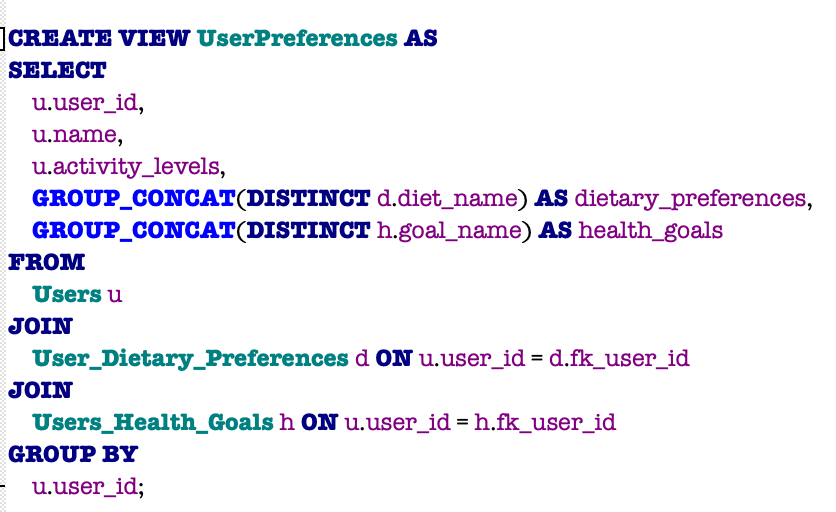 CREATE VIEW UserPreferences AS
SELECT
u.user_id,
u.name,
u.activity_levels,
GROUP_CONCAT(DISTINCT d.diet_name) AS dietary_preferences,
GROUP_CONCAT(DISTINCT h.goal_name) AS health_goals
FROM
Users u
JOIN
User_Dietary_Preferences d ON u.user_id = d.fk_user_id
JOIN
Users_Health_Goals h ON u.user_id = h.fk_user_id
GROUP BY
u.user_id;